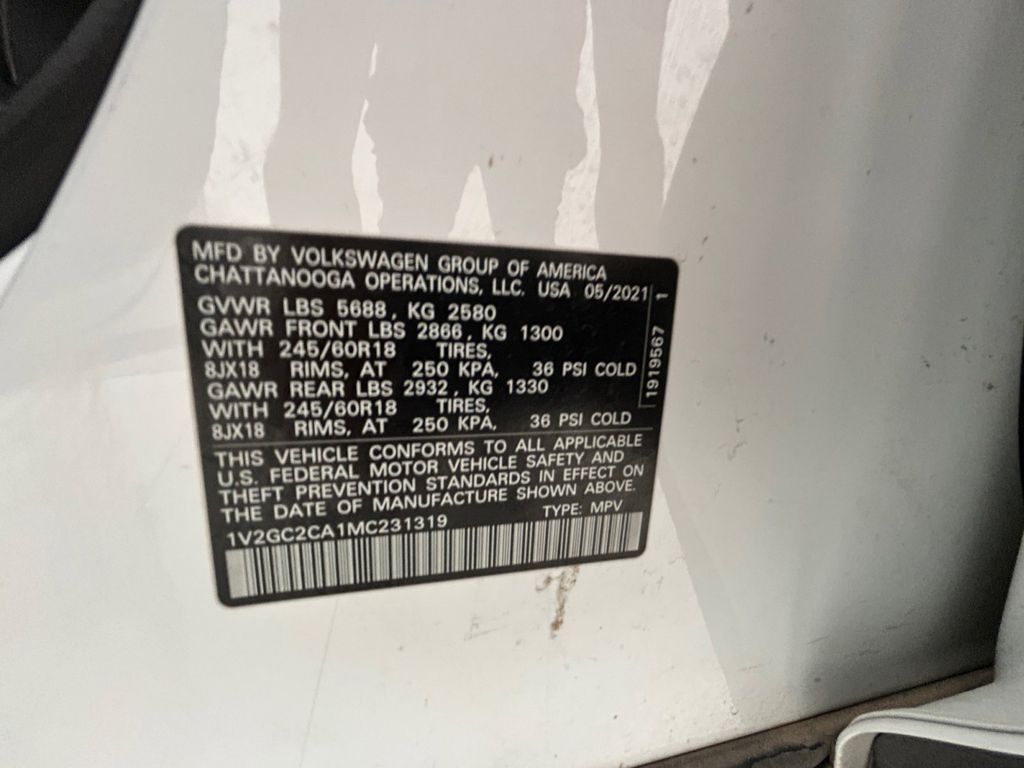 MFD BY VOLKSWAGEN GROUP OF AMERICA
CHATTANOOGA OPERATIONS, LLC. USA 05/2021
GVWR LBS 5688, KG 2580
GAWR FRONT LBS 2866, KG 1300
WITH 245/60R18 TIRES,
8JX18 RIMS, AT 250 KPA, 36 PSI COLD
GAWR REAR LBS 2932, KG 1330
WITH 245/60R18 TIRES,
8JX18 RIMS, AT 250 KPA, 36 PSI COLD
1919567 1
THIS VEHICLE CONFORMS TO ALL APPLICABLE
U.S. FEDERAL MOTOR VEHICLE SAFETY AND
THEFT PREVENTION STANDARDS IN EFFECT ON
THE DATE OF MANUFACTURE SHOWN ABOVE.
1V2GC2CA1MC231319 TYPE: MPV